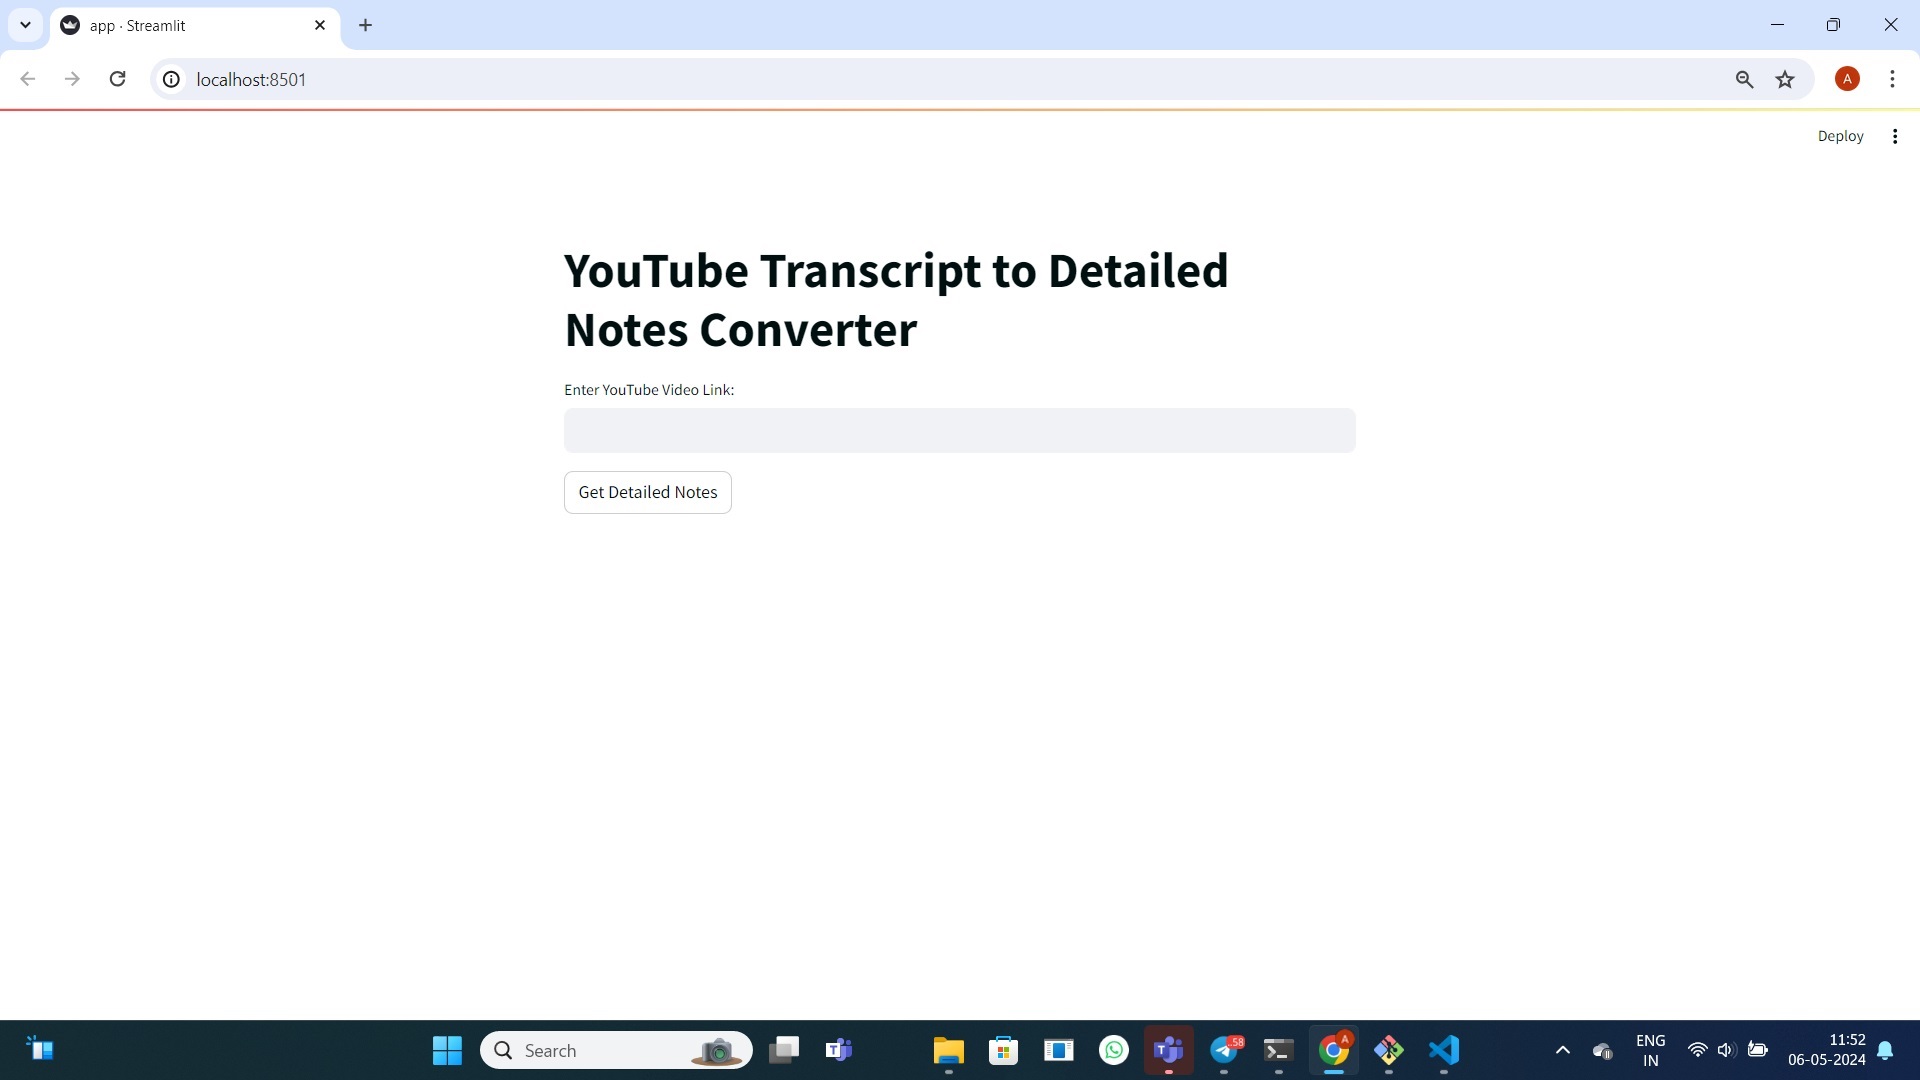 app · Streamlit
localhost:8501
A
Deploy
YouTube Transcript to Detailed
Notes Converter
Enter YouTube Video Link:
Get Detailed Notes
Search
T
T
58
A
ENG
IN
11:52
06-05-2024